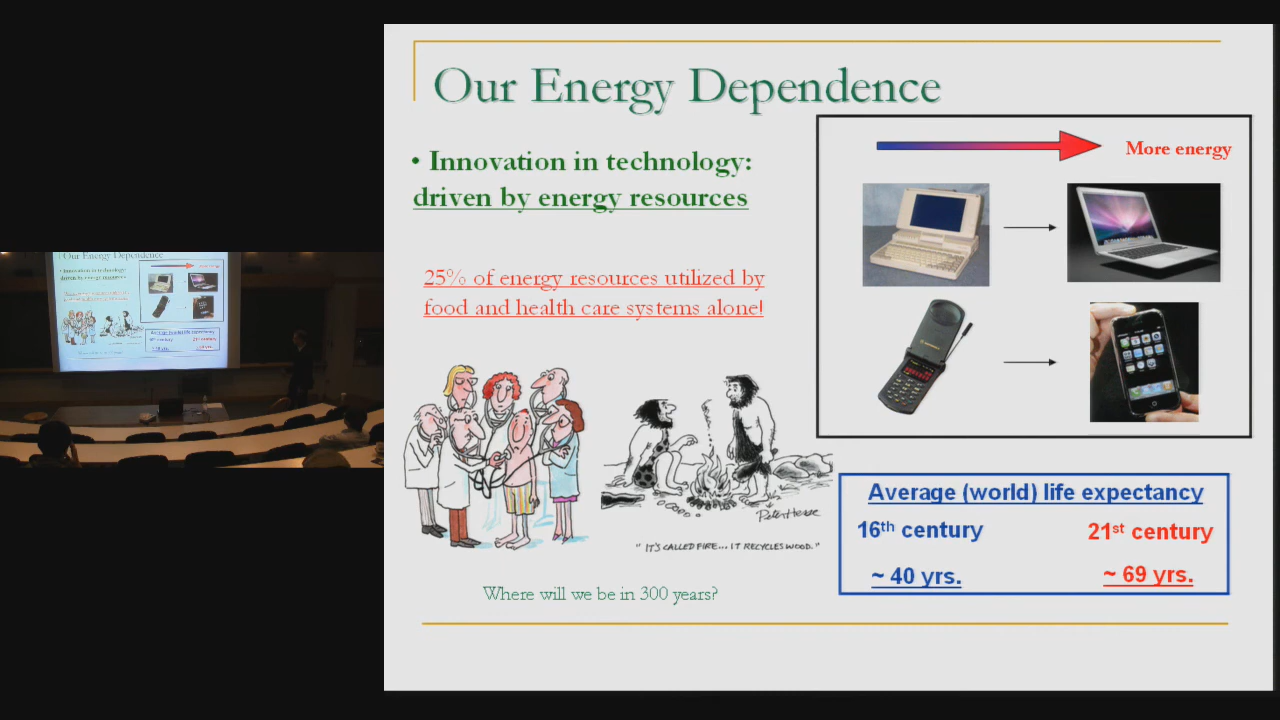 Our Energy Dependence
• Innovation in technology:
driven by energy resources
25% of energy resources utilized by
food and health care systems alone!
More energy
"IT'S CALLED FIRE... IT RECYCLES WOOD."
Where will we be in 300 years?
Average (world) life expectancy
16th century
21st century
~ 40 yrs.
~ 69 yrs.